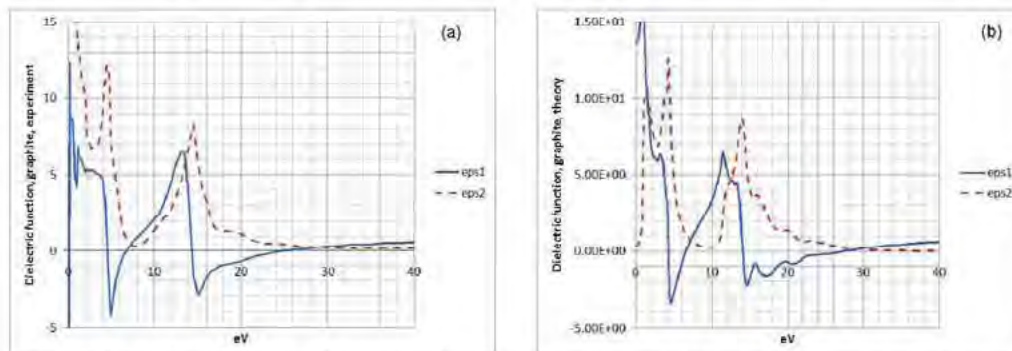 (a)
Dielectric function, graphite, experiment
15
10
5
0
-5
0
10
20
30
40
eV
eps1
eps2
(b)
Dielectric function, graphite, theory
1.50E+01
1.00E+01
5.00E+00
0.00E+00
-5.00E+00
0
10
20
30
40
eV
eps1
eps2